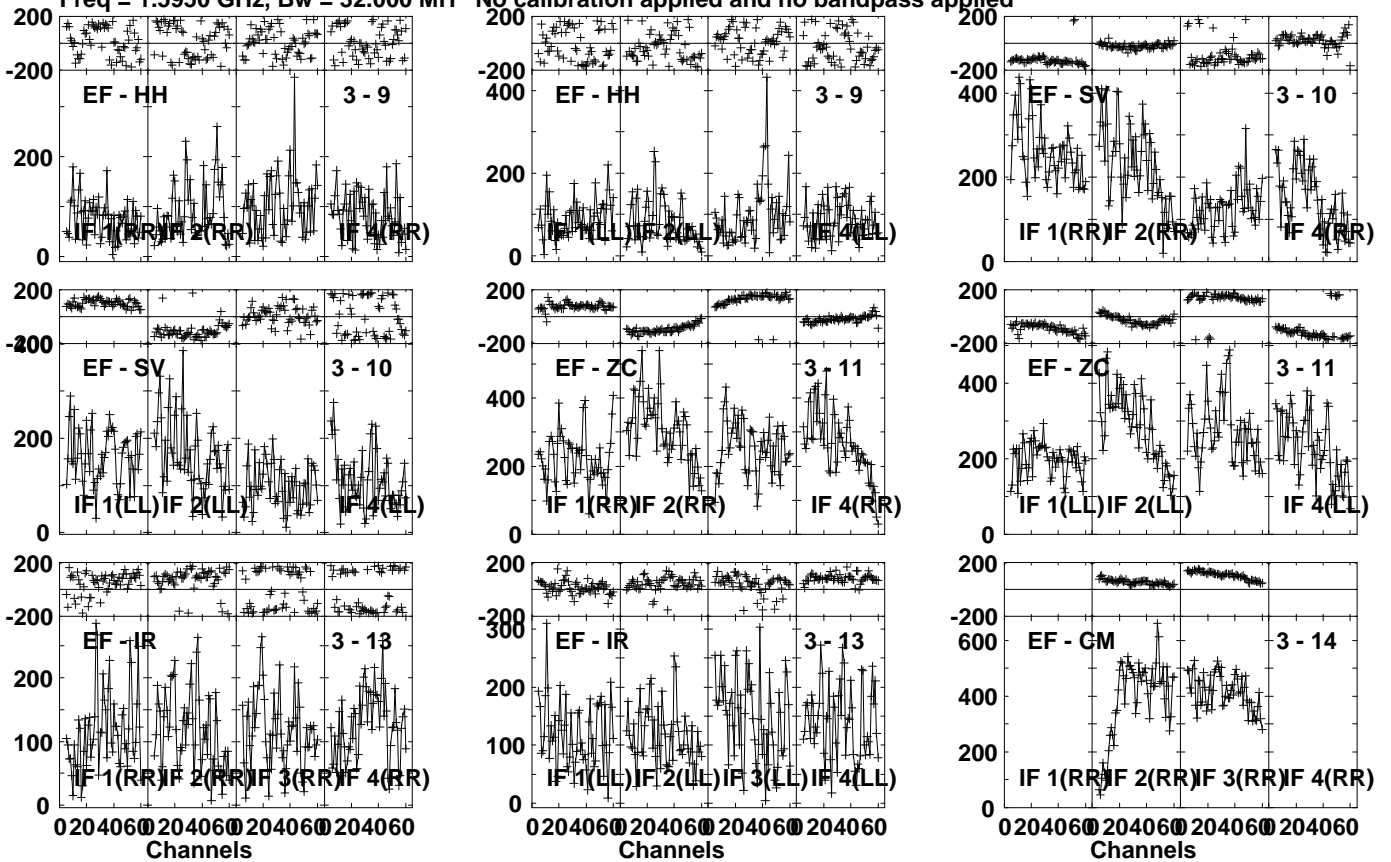 Freq = 1.5950 GHz, Bw = 32.000 MH No calibration applied and no bandpass applied
200
-200
EF - HH 3 - 9
200
0
IF 1(RR) IF 2(RR) IF 4(RR)
EF - HH 3 - 9
400
200
0
IF 1(LL) IF 2(LL) IF 4(LL)
200
-200
EF - SV 3 - 10
400
200
0
IF 1(RR) IF 2(RR) IF 4(RR)
200
-200
400
EF - SV 3 - 10
200
0
IF 1(LL) IF 2(LL) IF 4(LL)
200
-200
EF - ZC 3 - 11
400
200
0
IF 1(RR) IF 2(RR) IF 4(RR)
200
-200
EF - ZC 3 - 11
400
200
0
IF 1(LL) IF 2(LL) IF 4(LL)
200
-200
EF - IR 3 - 13
200
100
0
IF 1(RR) IF 2(RR) IF 3(RR) IF 4(RR)
0 20 40 60 0 20 40 60 0 20 40 60 0 20 40 60
Channels
200
-200
300
EF - IR 3 - 13
200
100
0
IF 1(LL) IF 2(LL) IF 3(LL) IF 4(LL)
0 20 40 60 0 20 40 60 0 20 40 60 0 20 40 60
Channels
200
-200
EF - CM 3 - 14
600
400
200
0
IF 1(RR) IF 2(RR) IF 3(RR) IF 4(RR)
0 20 40 60 0 20 40 60 0 20 40 60 0 20 40 60
Channels